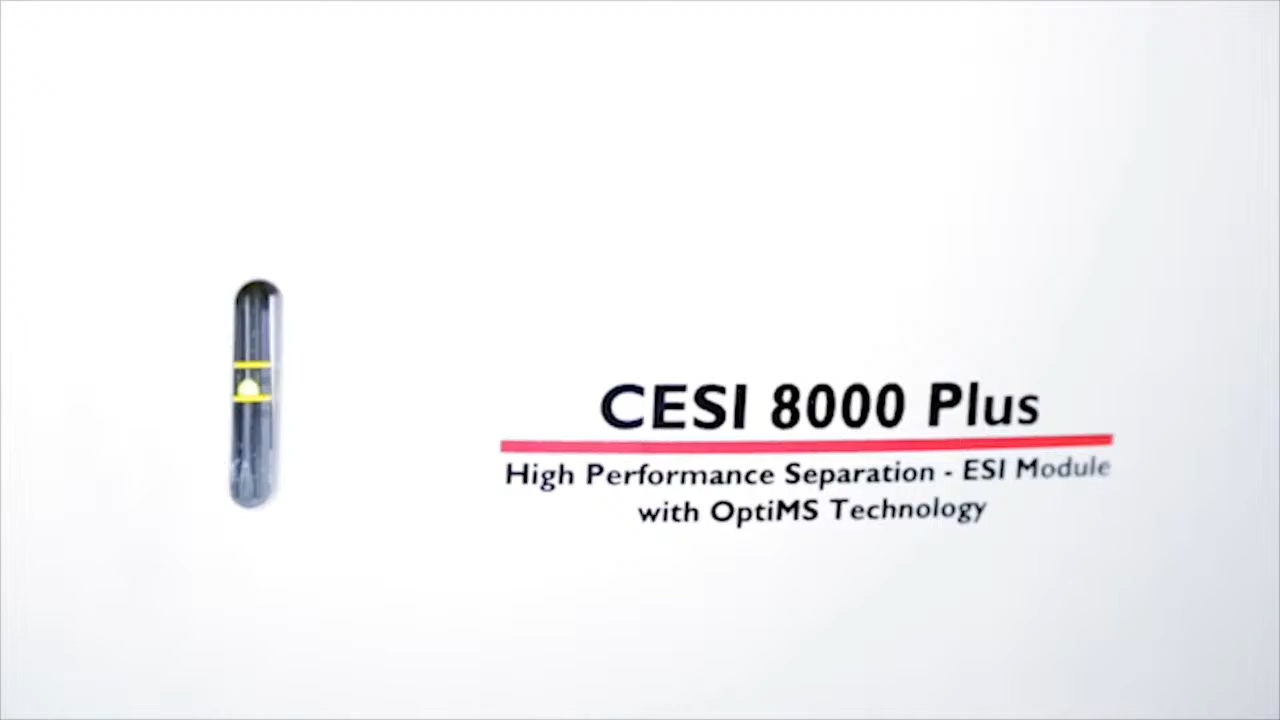 CESI 8000 Plus
High Performance Separation - ESI Module
with OptiMS Technology